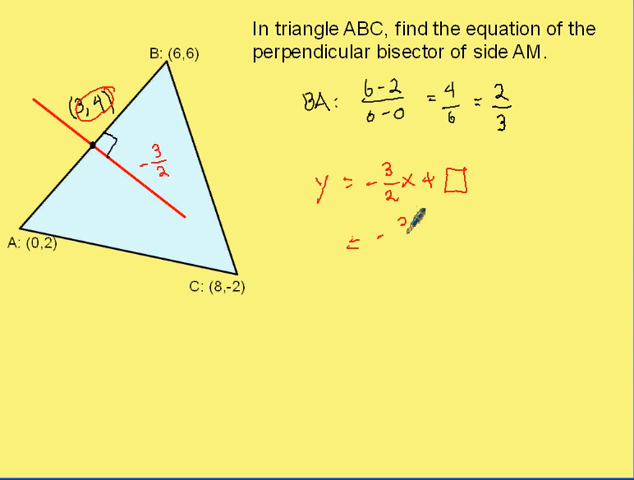 In triangle ABC, find the equation of the
perpendicular bisector of side AM.
B: (6,6)
(3,4)
BA: 6-2/6-0 = 4/6 = 2/3
-3/2
y = -3/2x + □
= -
A: (0,2)
C: (8,-2)